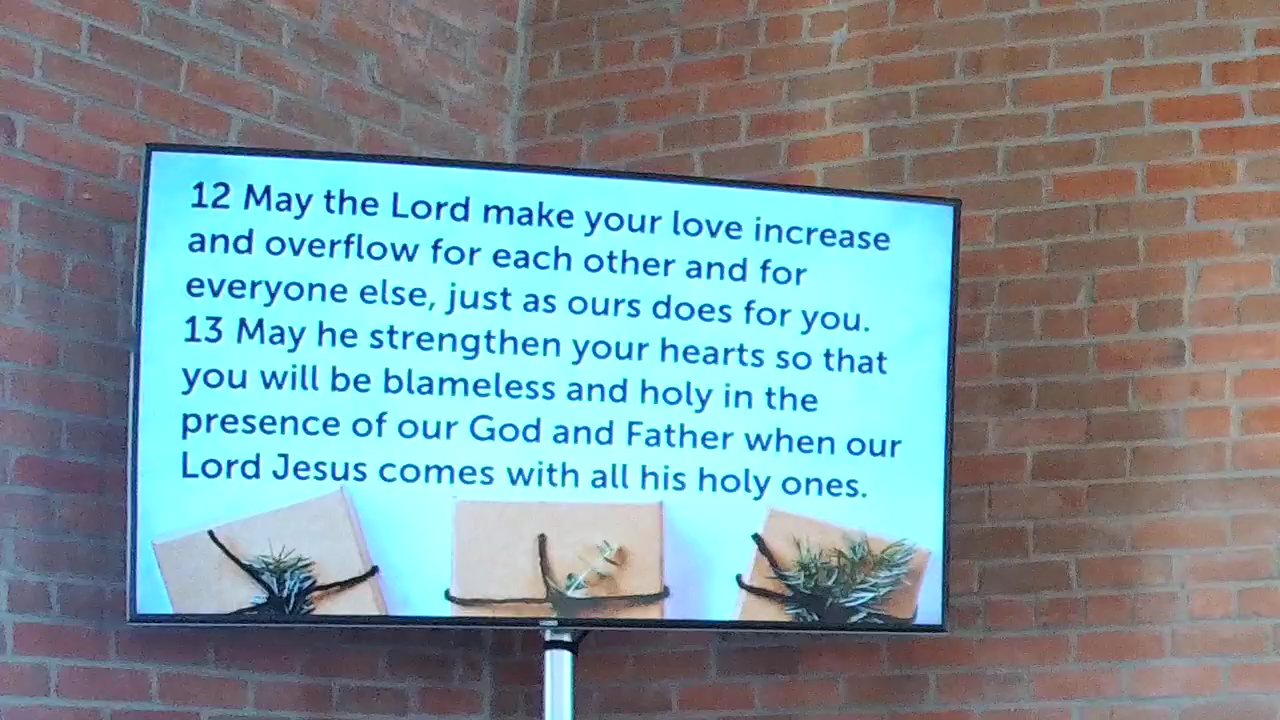 12 May the Lord make your love increase
and overflow for each other and for
everyone else, just as ours does for you.
13 May he strengthen your hearts so that
you will be blameless and holy in the
presence of our God and Father when our
Lord Jesus comes with all his holy ones.